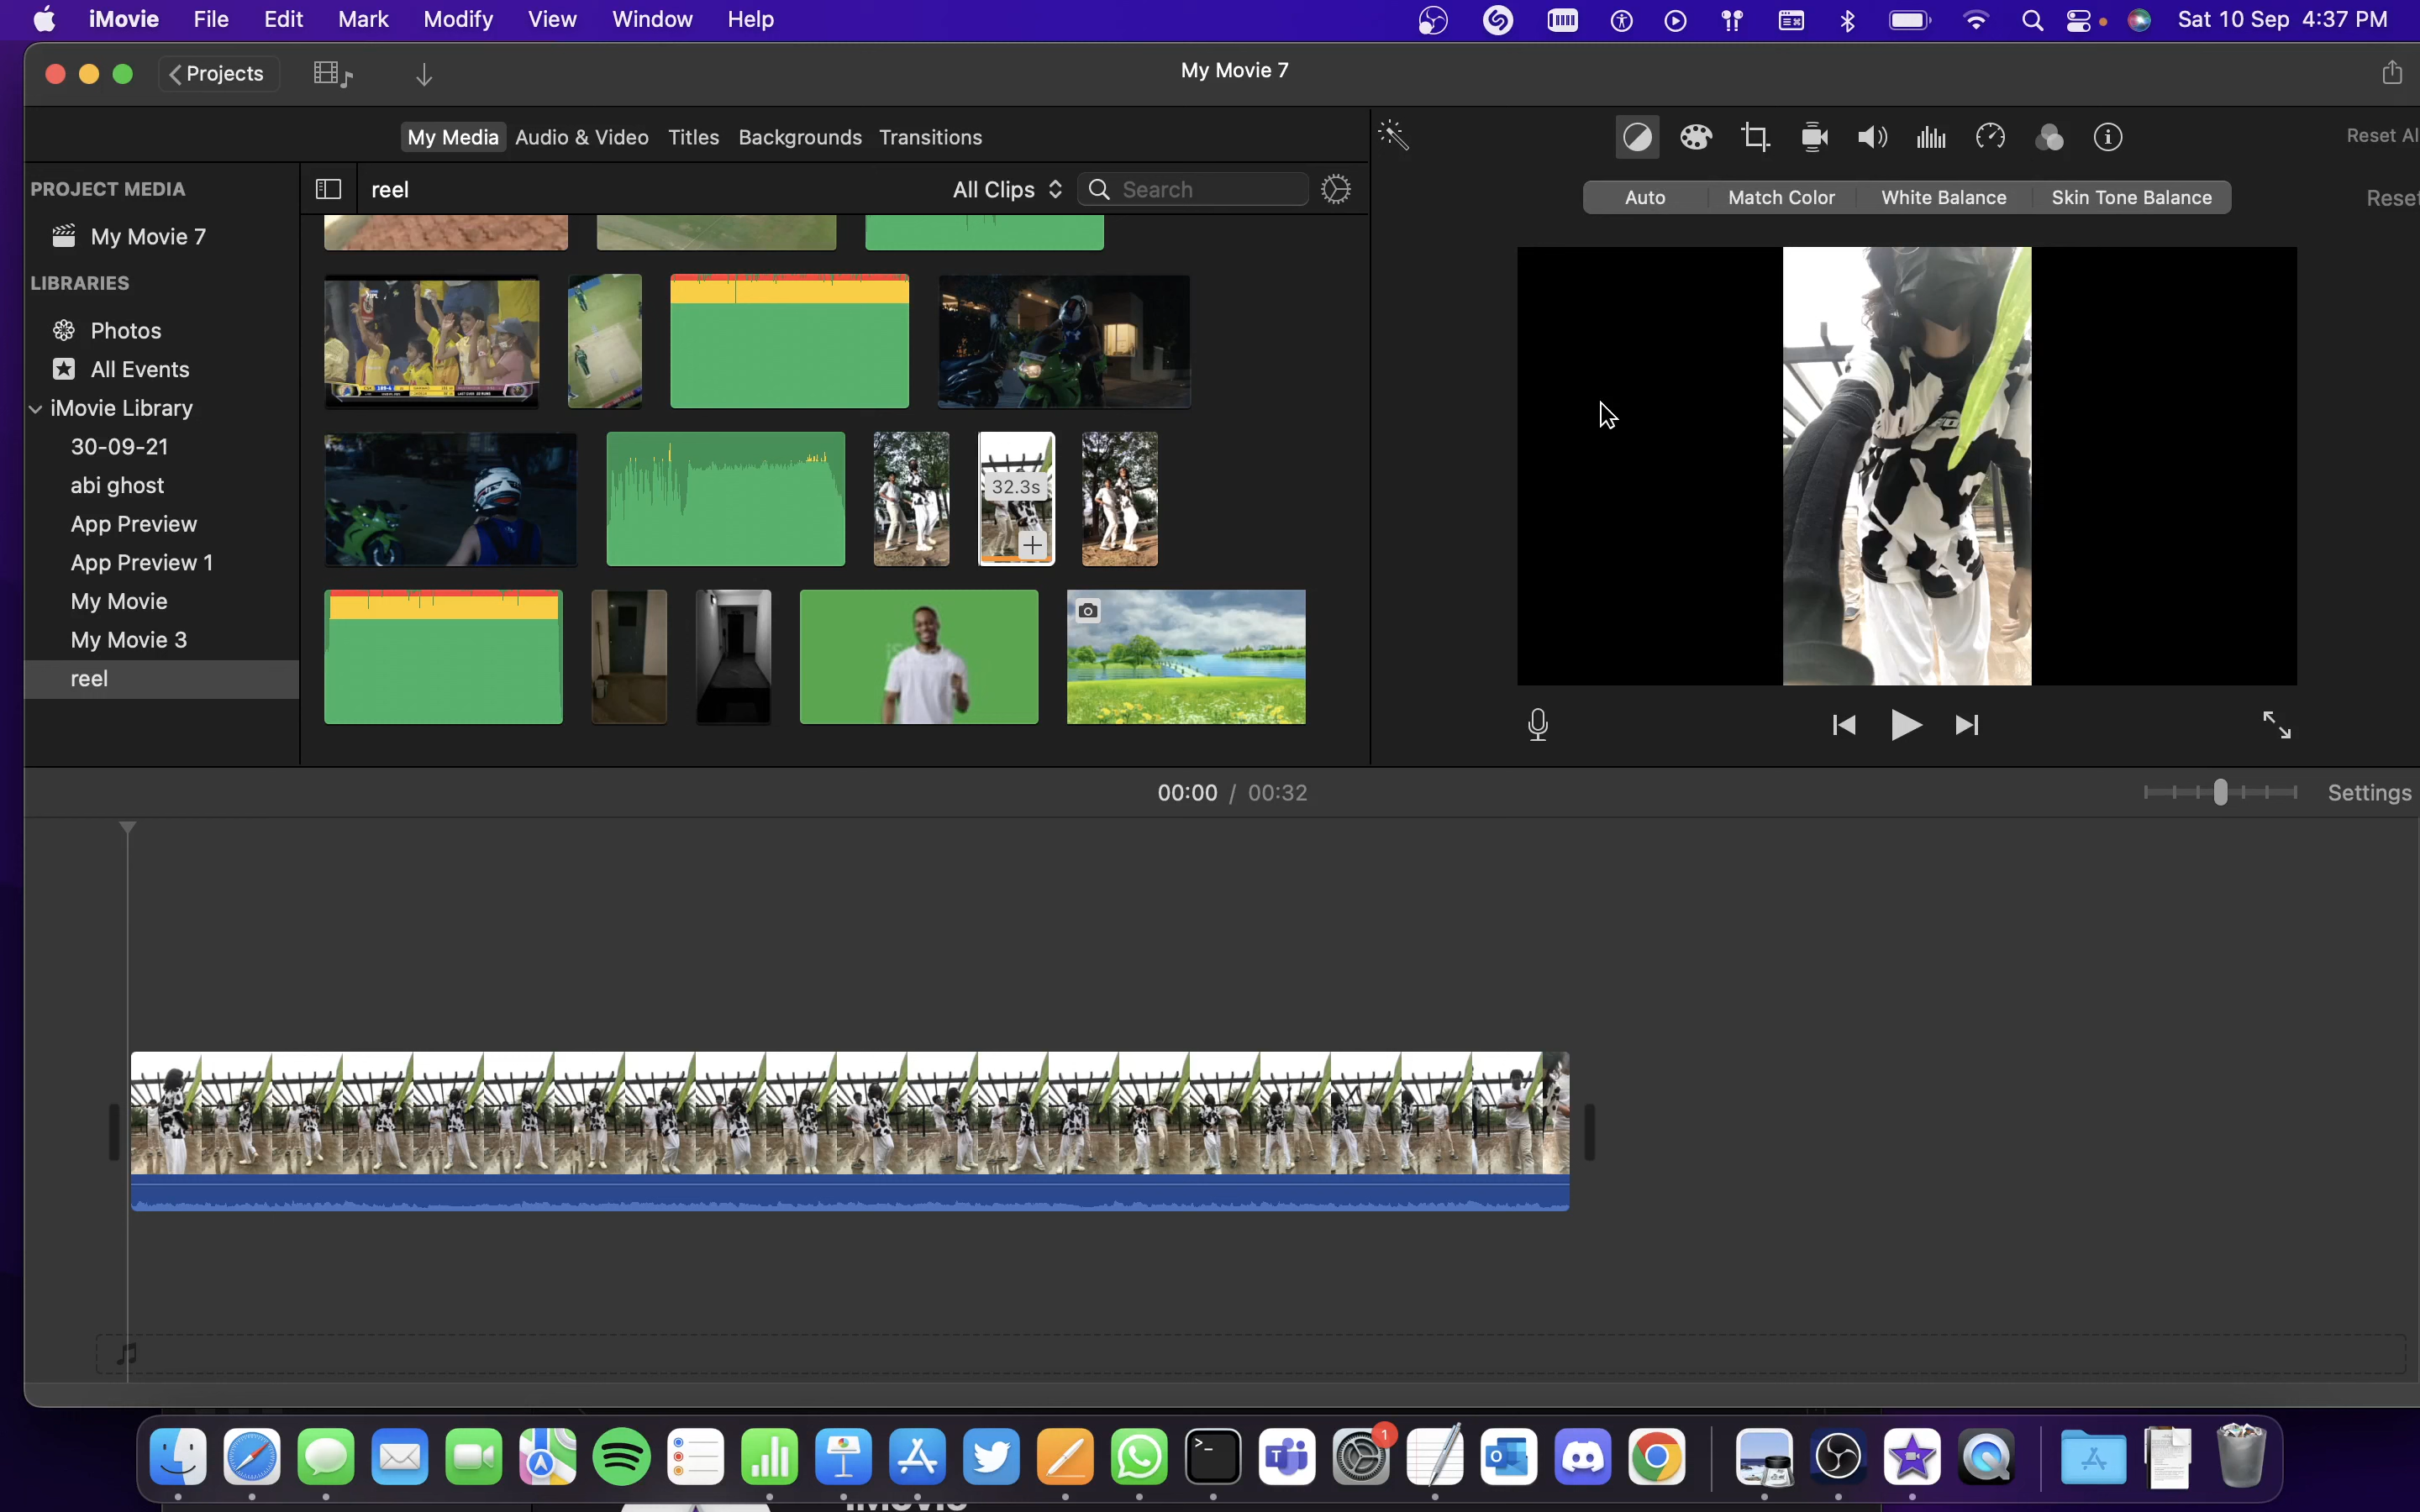 iMovie File Edit Mark Modify View Window Help Sat 10 Sep 4:37 PM
Projects My Movie 7
My Media Audio & Video Titles Backgrounds Transitions Reset Al
PROJECT MEDIA reel All Clips Search Auto Match Color White Balance Skin Tone Balance Reset
My Movie 7
LIBRARIES
Photos
All Events
iMovie Library
30-09-21
abi ghost
App Preview
App Preview 1
My Movie
My Movie 3
reel
32.3s
00:00 / 00:32 Settings
1
iMovie